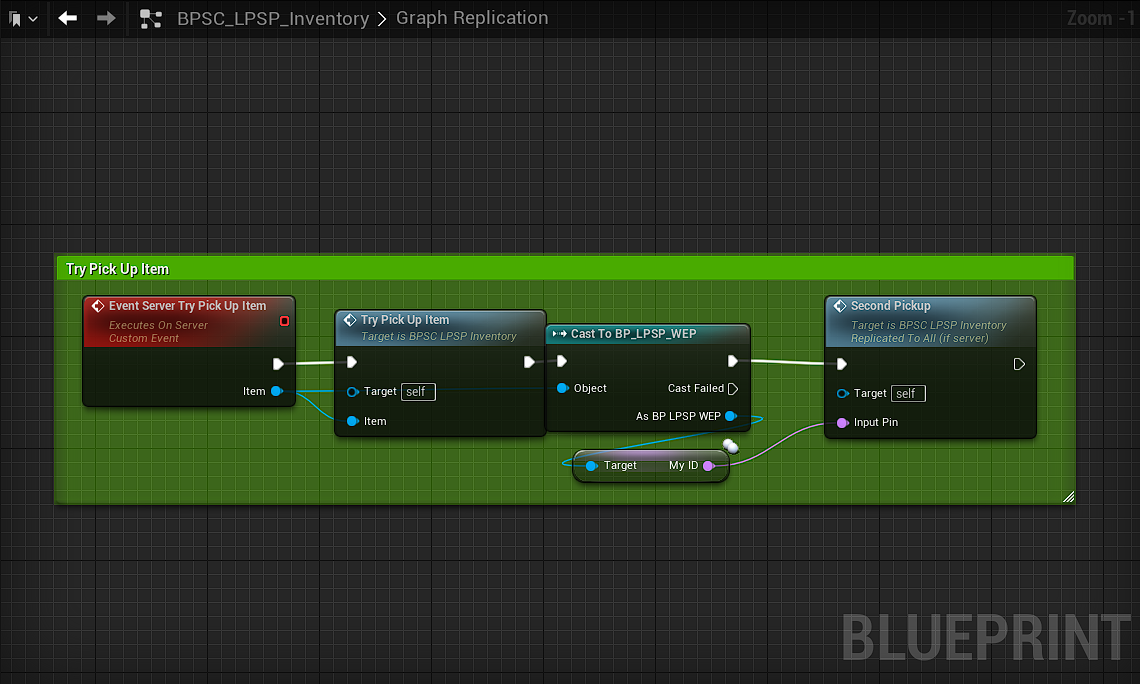 BPSC_LPSP_Inventory > Graph Replication
Zoom -1
Try Pick Up Item
Event Server Try Pick Up Item
Executes On Server
Custom Event
Item
Try Pick Up Item
Target is BPSC LPSP Inventory
Target self
Item
Cast To BP_LPSP_WEP
Object Cast Failed
As BP LPSP WEP
Target My ID
Second Pickup
Target is BPSC LPSP Inventory
Replicated To All (if server)
Target self
Input Pin
BLUEPRINT